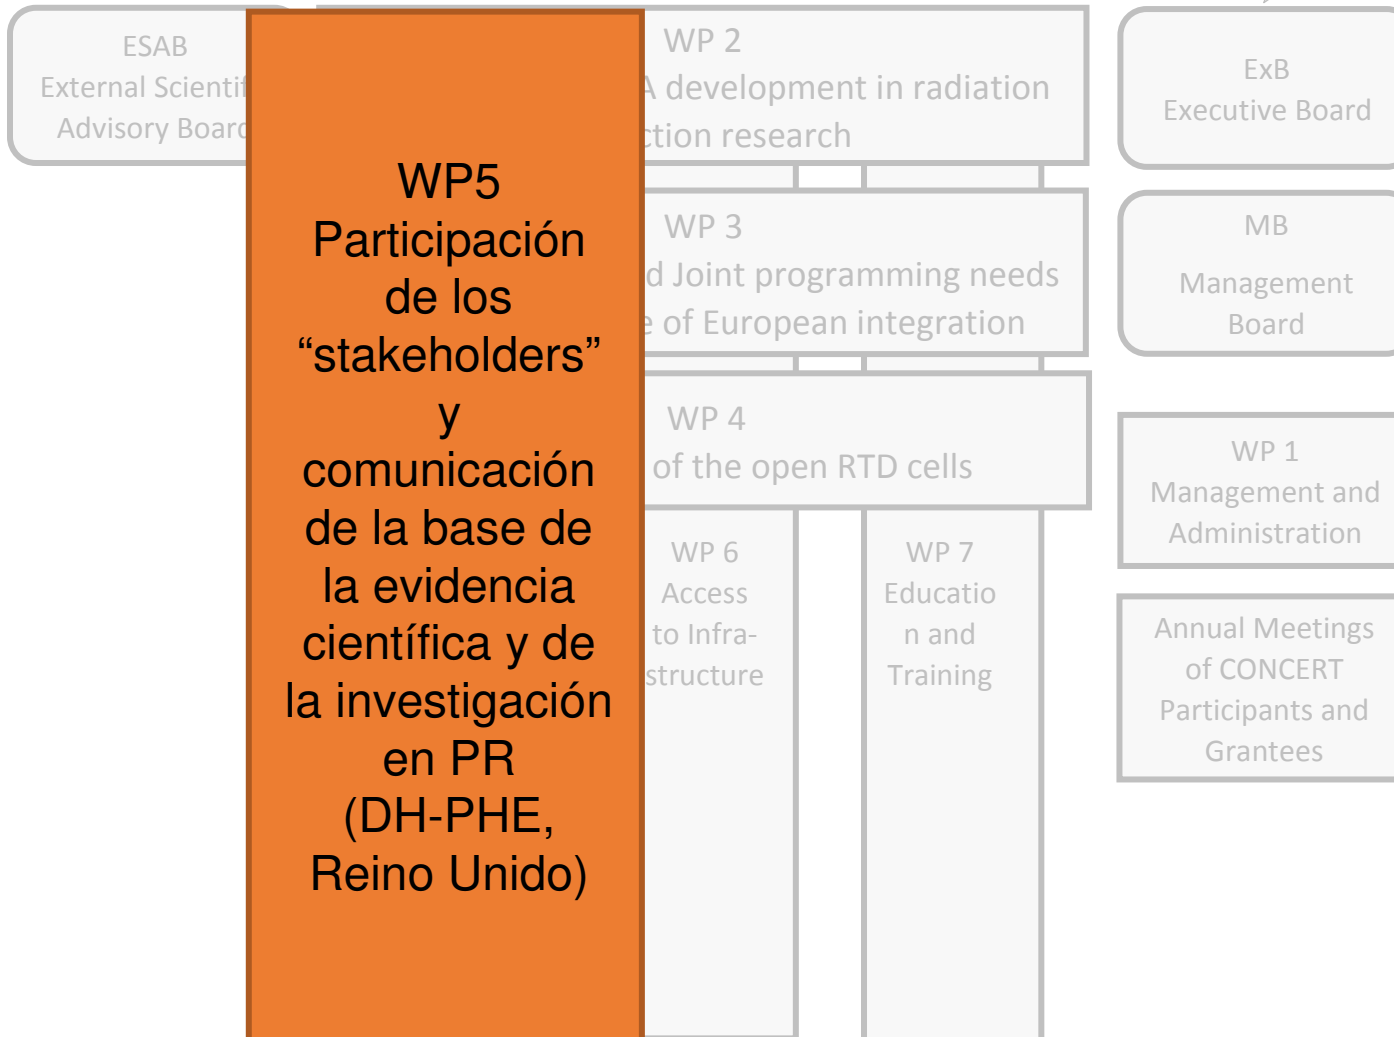 ESAB
External Scientif
Advisory Board
WP 2
A development in radiation
ction research
ExB
Executive Board
WP5
Participación
de los
“stakeholders”
y
comunicación
de la base de
la evidencia
científica y de
la investigación
en PR
(DH-PHE,
Reino Unido)
WP 3
d Joint programming needs
e of European integration
MB
Management
Board
WP 4
of the open RTD cells
WP 1
Management and
Administration
WP 6
Access
to Infra-
structure
WP 7
Educatio
n and
Training
Annual Meetings
of CONCERT
Participants and
Grantees